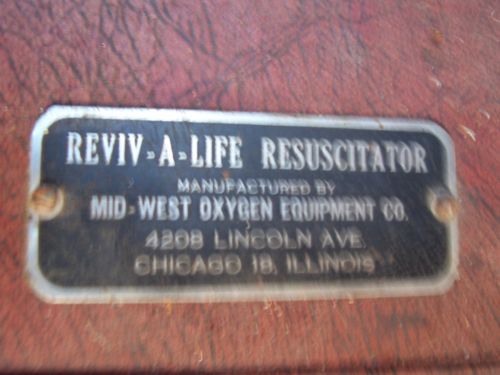 REVIV-A-LIFE RESUSCITATOR
MANUFACTURED BY
MID-WEST OXYGEN EQUIPMENT CO.
4208 LINCOLN AVE.
CHICAGO 18, ILLINOIS